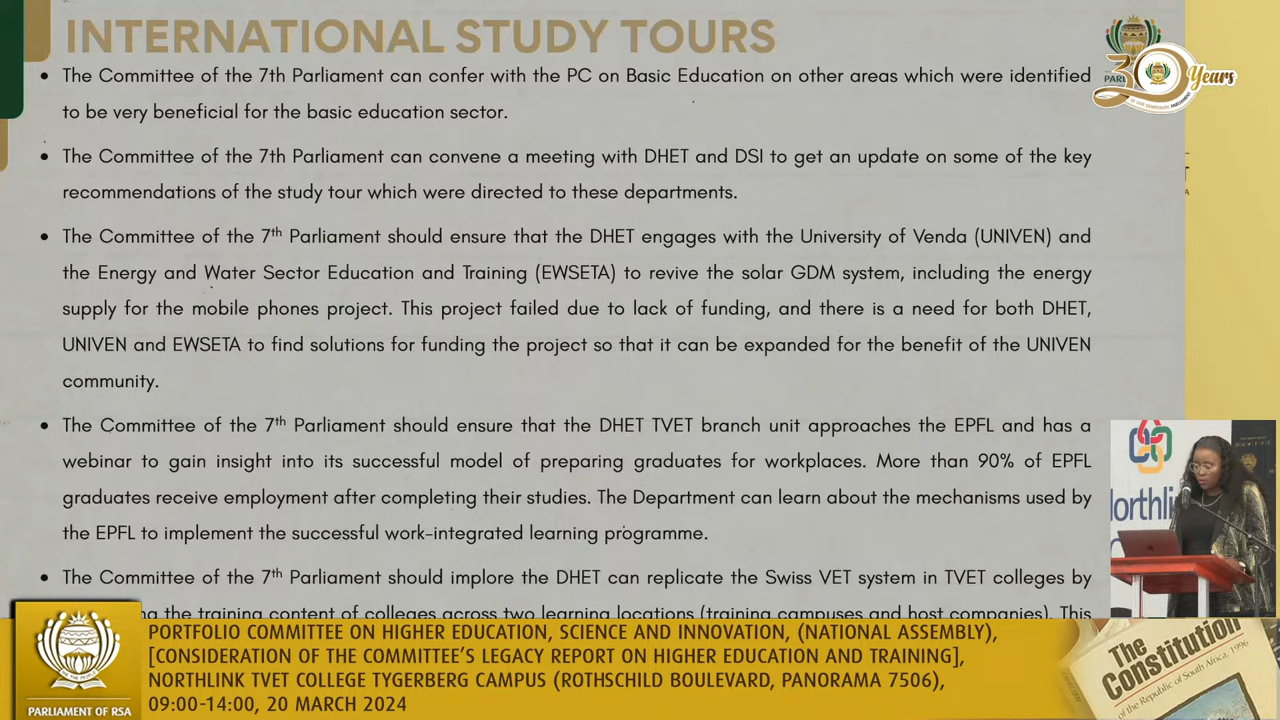 INTERNATIONAL STUDY TOURS
• The Committee of the 7th Parliament can confer with the PC on Basic Education on other areas which were identified
to be very beneficial for the basic education sector.
• The Committee of the 7th Parliament can convene a meeting with DHET and DSI to get an update on some of the key
recommendations of the study tour which were directed to these departments.
• The Committee of the 7th Parliament should ensure that the DHET engages with the University of Venda (UNIVEN) and
the Energy and Water Sector Education and Training (EWSETA) to revive the solar GDM system, including the energy
supply for the mobile phones project. This project failed due to lack of funding, and there is a need for both DHET,
UNIVEN and EWSETA to find solutions for funding the project so that it can be expanded for the benefit of the UNIVEN
community.
• The Committee of the 7th Parliament should ensure that the DHET TVET branch unit approaches the EPFL and has a
webinar to gain insight into its successful model of preparing graduates for workplaces. More than 90% of EPFL
graduates receive employment after completing their studies. The Department can learn about the mechanisms used by
the EPFL to implement the successful work-integrated learning programme.
• The Committee of the 7th Parliament should implore the DHET can replicate the Swiss VET system in TVET colleges by
the training content of colleges across two learning locations (training campuses and host companies). This
30 Years
PARLIAMENT OF RSA
PORTFOLIO COMMITTEE ON HIGHER EDUCATION, SCIENCE AND INNOVATION, (NATIONAL ASSEMBLY),
[CONSIDERATION OF THE COMMITTEE'S LEGACY REPORT ON HIGHER EDUCATION AND TRAINING],
NORTHLINK TVET COLLEGE TYGERBERG CAMPUS (ROTHSCHILD BOULEVARD, PANORAMA 7506),
09:00-14:00, 20 MARCH 2024
The
Constitution
of the Republic of South Africa, 1996